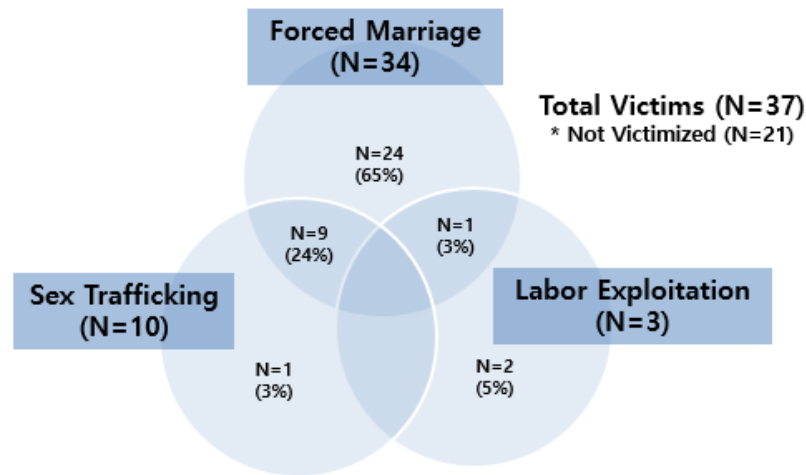 Forced Marriage
(N=34)
Total Victims (N=37)
* Not Victimized (N=21)
N=24
(65%)
N=9
(24%)
N=1
(3%)
Sex Trafficking
(N=10)
Labor Exploitation
(N=3)
N=1
(3%)
N=2
(5%)